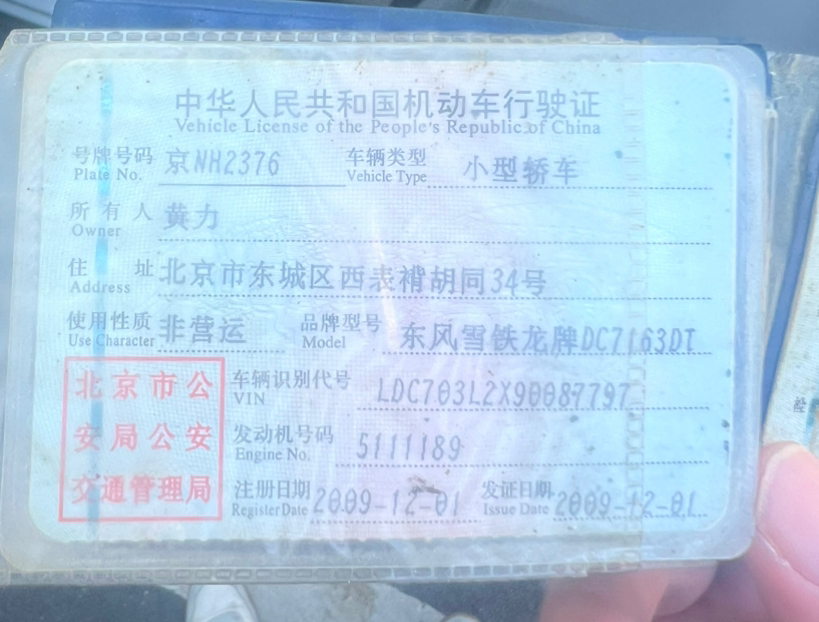 中华人民共和国机动车行驶证
Vehicle License of the People's Republic of China
号牌号码 京NH2376 车辆类型 小型轿车
Plate No. Vehicle Type
所有人 黄力
Owner
住址 北京市东城区西表褙胡同34号
Address
使用性质 非营运 品牌型号 东风雪铁龙牌DC7163DT
Use Character Model
北京市公
安局公安
交通管理局
车辆识别代号 LDC703L2X90087797
VIN
发动机号码 5111189
Engine No.
注册日期 2009-12-01 发证日期 2009-12-01
Register Date Issue Date